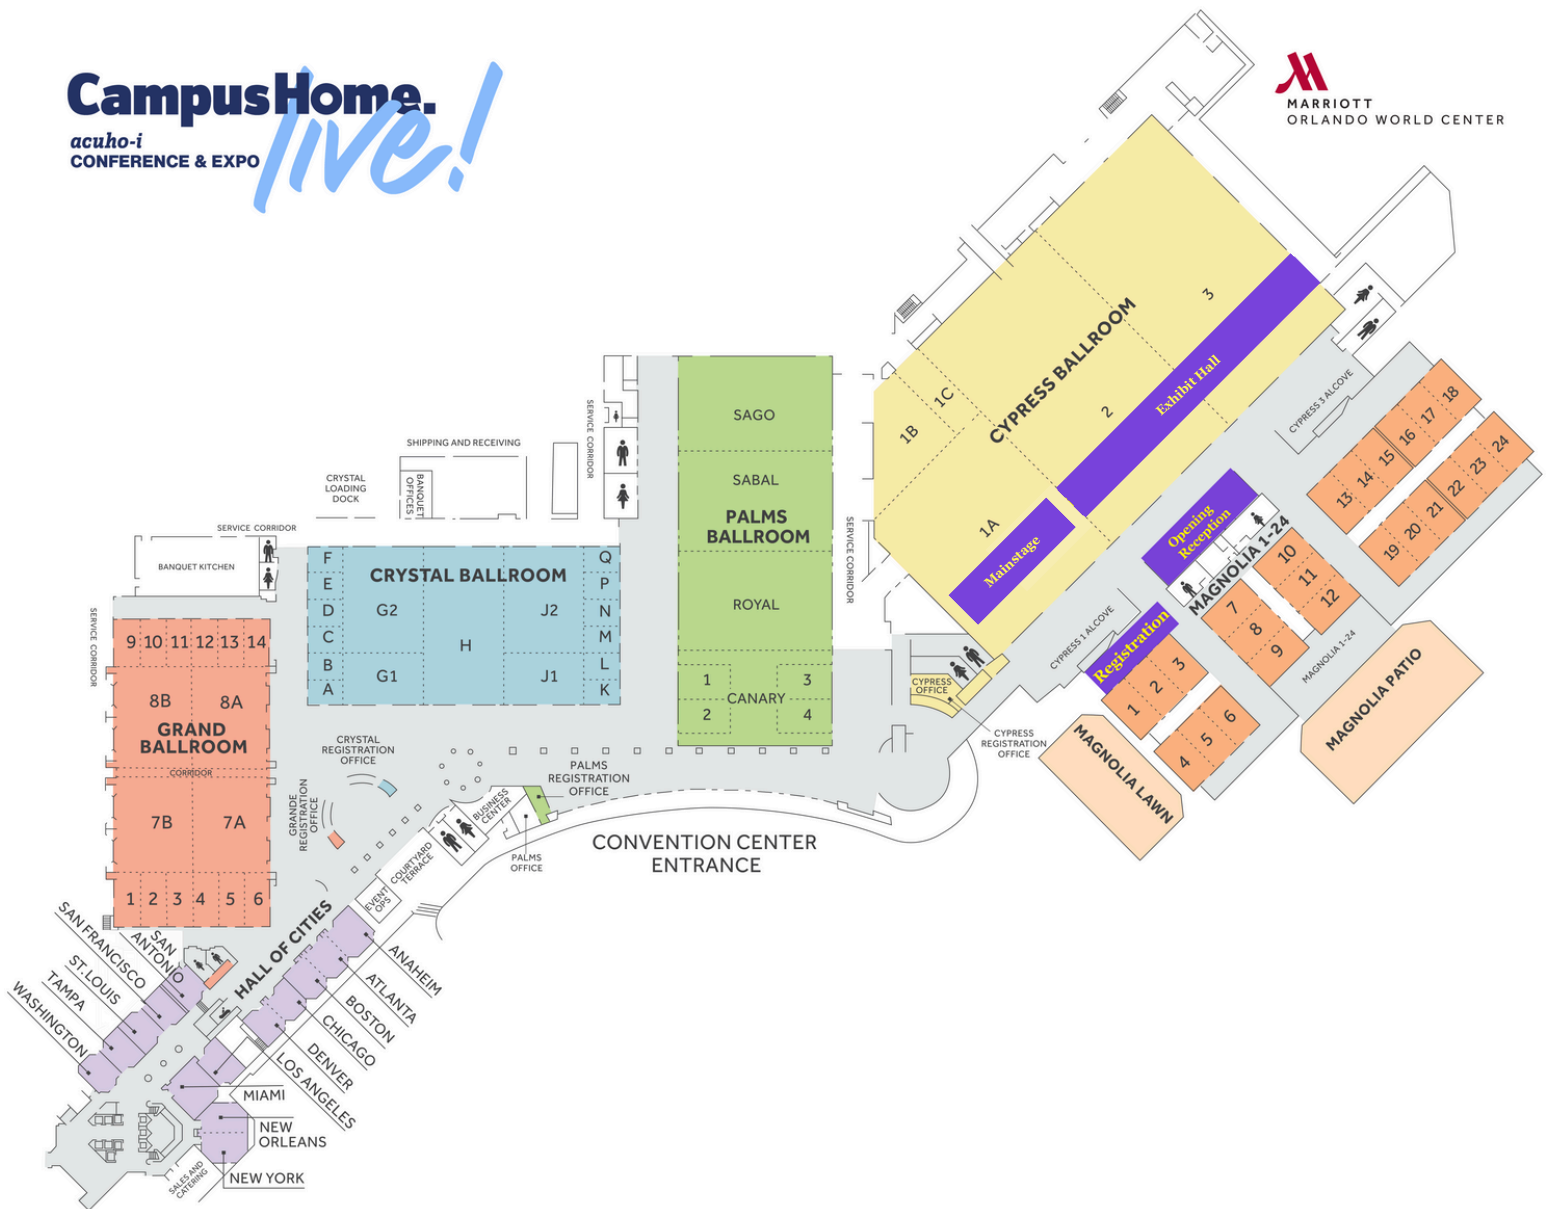 CampusHome.
live!
acuho-i
CONFERENCE & EXPO
MARRIOTT
ORLANDO WORLD CENTER
CYPRESS BALLROOM
3
2
1C
1B
1A
Exhibit Hall
Mainstage
Opening
Reception
Registration
CYPRESS 3 ALCOVE
CYPRESS 1 ALCOVE
MAGNOLIA 1-24
MAGNOLIA 1-24
13 14 15 16 17 18
19 20 21 22 23 24
10
11
12
7
8
9
1 2 3
4 5 6
MAGNOLIA PATIO
MAGNOLIA LAWN
CYPRESS
OFFICE
CYPRESS
REGISTRATION
OFFICE
SERVICE CORRIDOR
SERVICE CORRIDOR
SAGO
SABAL
PALMS
BALLROOM
ROYAL
1
3
CANARY
2
4
SHIPPING AND RECEIVING
BANQUET
OFFICES
CRYSTAL
LOADING
DOCK
SERVICE CORRIDOR
BANQUET KITCHEN
SERVICE CORRIDOR
CRYSTAL BALLROOM
F
E
D
C
B
A
G2
G1
H
J2
J1
Q
P
N
M
L
K
9 10 11 12 13 14
8B 8A
GRAND
BALLROOM
CORRIDOR
7B 7A
1 2 3 4 5 6
CRYSTAL
REGISTRATION
OFFICE
GRANDE
REGISTRATION
OFFICE
PALMS
REGISTRATION
OFFICE
BUSINESS
CENTER
PALMS
OFFICE
COURTYARD
TERRACE
EVENT
OPS
CONVENTION CENTER
ENTRANCE
HALL OF CITIES
SAN
ANTONIO
SAN FRANCISCO
ST. LOUIS
TAMPA
WASHINGTON
ANAHEIM
ATLANTA
BOSTON
CHICAGO
DENVER
LOS ANGELES
MIAMI
NEW
ORLEANS
NEW YORK
SALES AND
CATERING